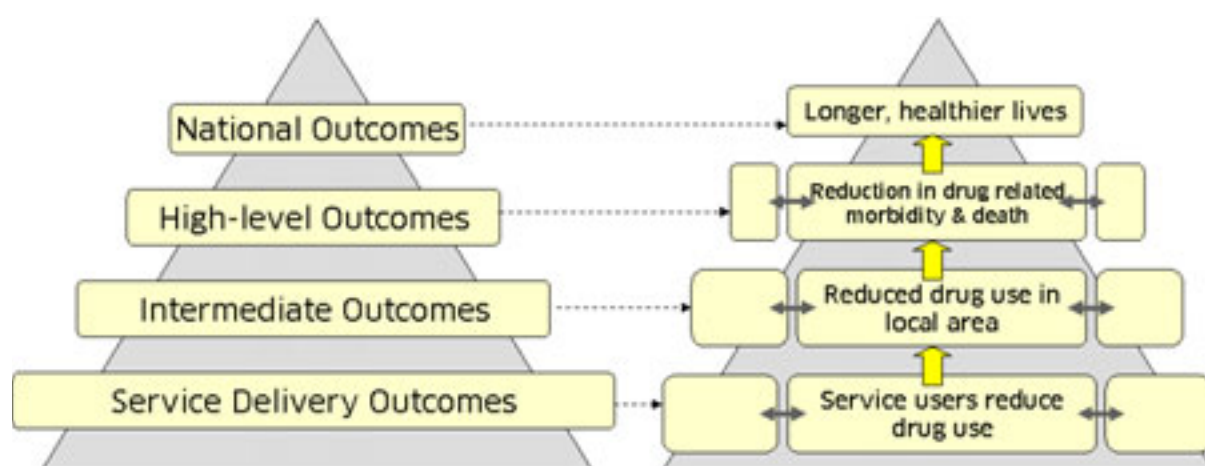 National Outcomes
Longer, healthier lives
High-level Outcomes
Reduction in drug related
morbidity & death
Intermediate Outcomes
Reduced drug use in
local area
Service Delivery Outcomes
Service users reduce
drug use